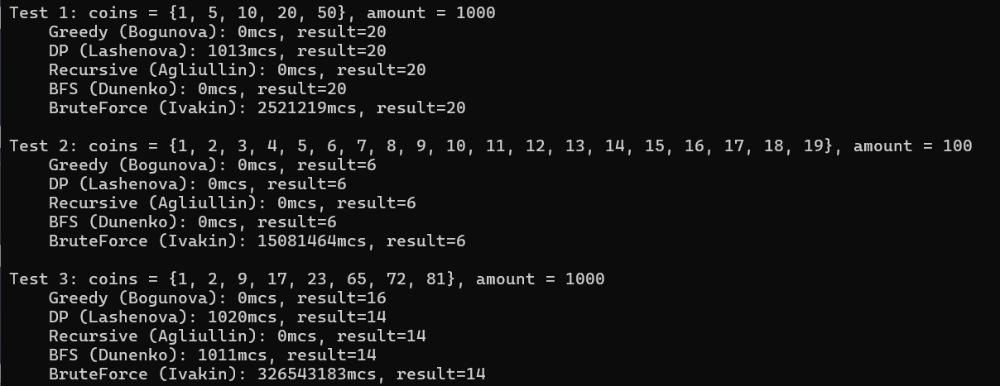 Test 1: coins = {1, 5, 10, 20, 50}, amount = 1000
Greedy (Bogunova): 0mcs, result=20
DP (Lashenova): 1013mcs, result=20
Recursive (Agliullin): 0mcs, result=20
BFS (Dunenko): 0mcs, result=20
BruteForce (Ivakin): 2521219mcs, result=20
Test 2: coins = {1, 2, 3, 4, 5, 6, 7, 8, 9, 10, 11, 12, 13, 14, 15, 16, 17, 18, 19}, amount = 100
Greedy (Bogunova): 0mcs, result=6
DP (Lashenova): 0mcs, result=6
Recursive (Agliullin): 0mcs, result=6
BFS (Dunenko): 0mcs, result=6
BruteForce (Ivakin): 15081464mcs, result=6
Test 3: coins = {1, 2, 9, 17, 23, 65, 72, 81}, amount = 1000
Greedy (Bogunova): 0mcs, result=16
DP (Lashenova): 1020mcs, result=14
Recursive (Agliullin): 0mcs, result=14
BFS (Dunenko): 1011mcs, result=14
BruteForce (Ivakin): 326543183mcs, result=14